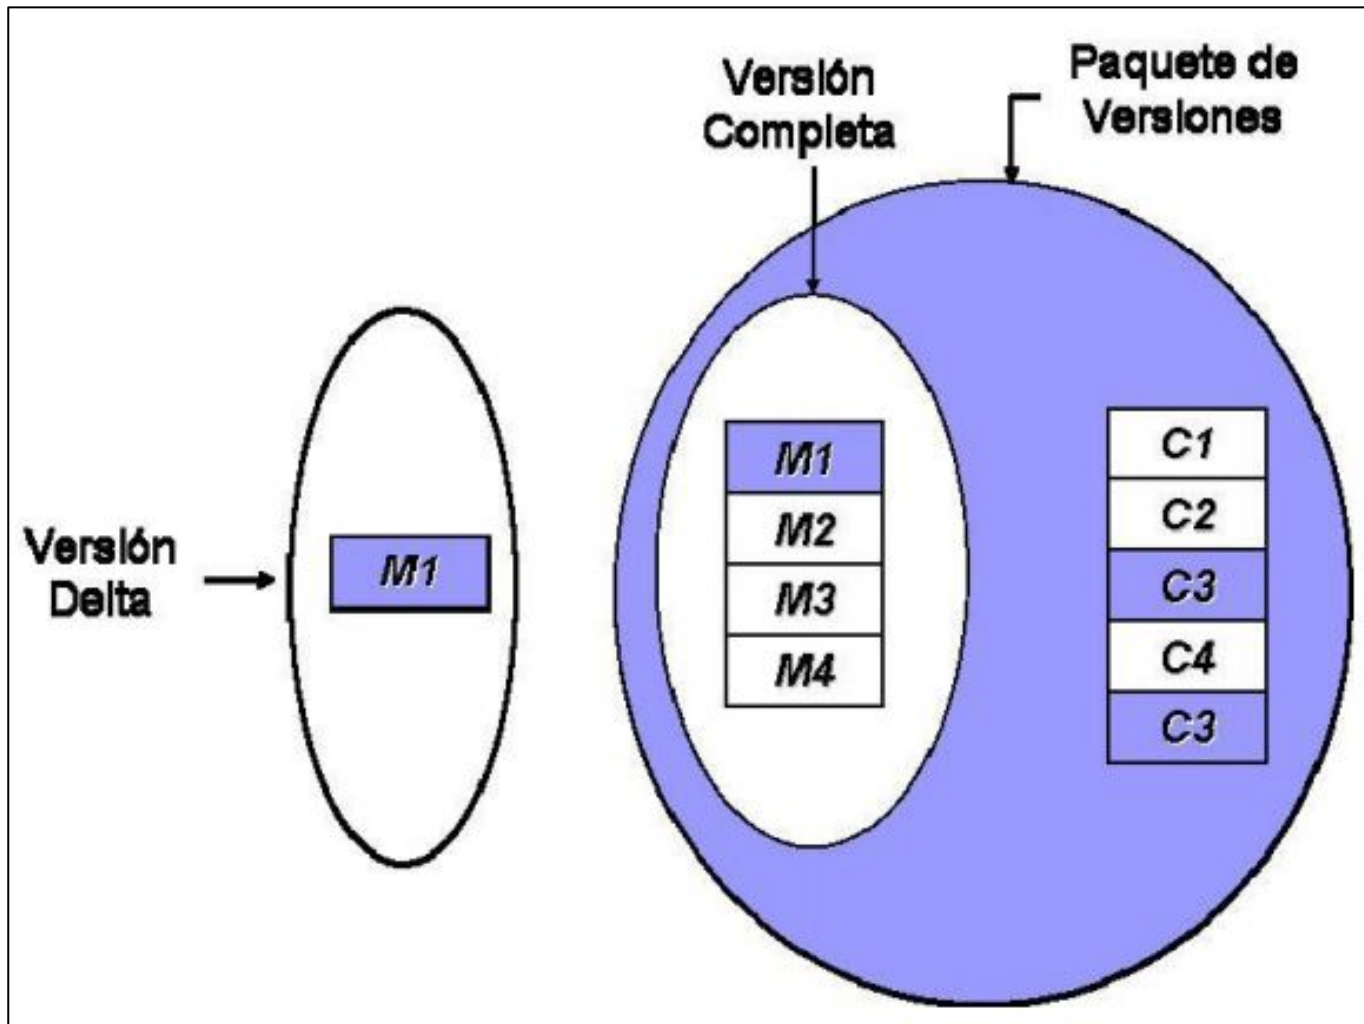 Versión
Completa
Paquete de
Versiones
Versión
Delta
M1
M1
M2
M3
M4
C1
C2
C3
C4
C3